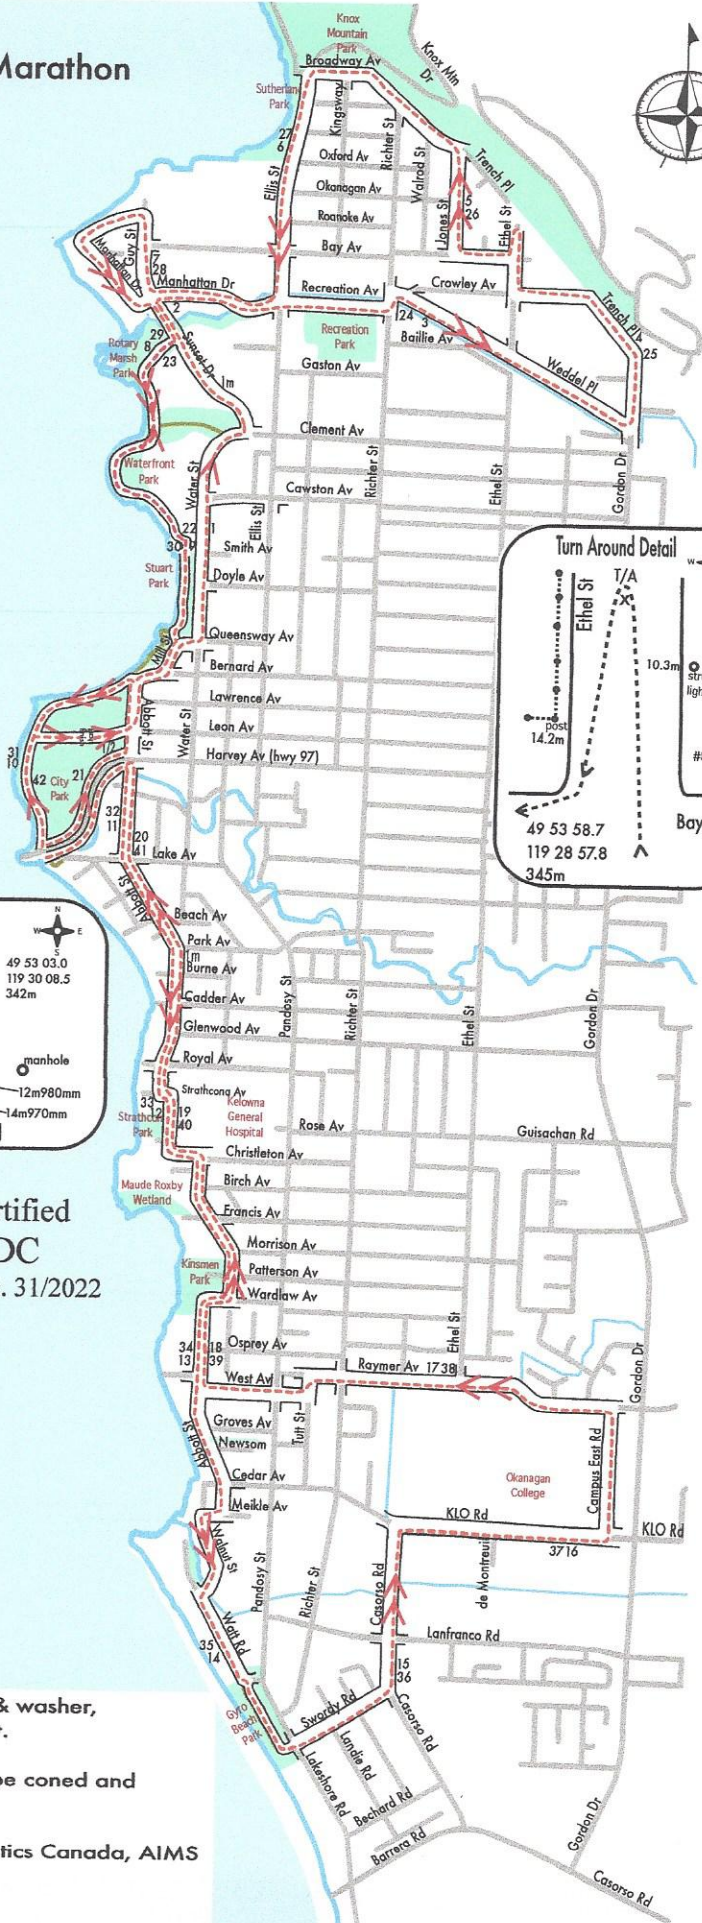 Marathon
Knox
Mountain
Park
Broadway Av
Knox Mtn
Dr
Sutherland
Park
Kingsway
Richter St
27
6
Oxford Av
Walrod St
Trench Pl
Ellis St
Okanagan Av
Jones St
5
26
Ethel St
Roanoke Av
Guy St
Manhattan Dr
Bay Av
7
28
Manhattan Dr
Recreation Av
Crowley Av
Trench Pl
2
24 3
Recreation
Park
Baillie Av
29
8
Rotary
Marsh
Park
23
Sunset Dr
1m
25
Gaston Av
Weddel Pl
Clement Av
Waterfront
Park
Water St
Richter St
Ethel St
Gordon Dr
Cawston Av
Ellis St
22 1
30 9
Smith Av
Stuart
Park
Doyle Av
Queensway Av
Mill St
Bernard Av
Lawrence Av
Abbott St
Water St
Leon Av
Harvey Av (hwy 97)
31
10
42
City
Park
21
1/2
32
11
20
41
Lake Av
Turn Around Detail
W
T/A
X
Ethel St
10.3m
post
14.2m
49 53 58.7
119 28 57.8
345m
Bay
Abbott St
Beach Av
Park Av
1m
Burne Av
Cadder Av
Pandosy St
Richter St
Ethel St
Gordon Dr
Glenwood Av
Royal Av
N
W E
S
49 53 03.0
119 30 08.5
342m
manhole
12m980mm
14m970mm
Strathcona Av
33
12
Strathcona
Park
19
40
Kelowna
General
Hospital
Rose Av
Guisachan Rd
Christleton Av
Maude Roxby
Wetland
Birch Av
Francis Av
rtified
DC
. 31/2022
Morrison Av
Kinsmen
Park
Patterson Av
Wardlaw Av
34
13
18
39
Osprey Av
Ethel St
Raymer Av 17 38
Gordon Dr
West Av
Abbott St
Groves Av
Newsom
Tutt St
Cedar Av
Meikle Av
Okanagan
College
Campus East Rd
KLO Rd
KLO Rd
37 16
Walnut St
Pandosy St
Richter St
Casorso Rd
de Montreuil
Watt Rd
35
14
Lanfranco Rd
15
36
Gyro
Beach
Park
Swordy Rd
Casorso Rd
Lakeshore Rd
Landie Rd
Bechard Rd
Barrera Rd
Gordon Dr
Casorso Rd
& washer,
be coned and
tics Canada, AIMS